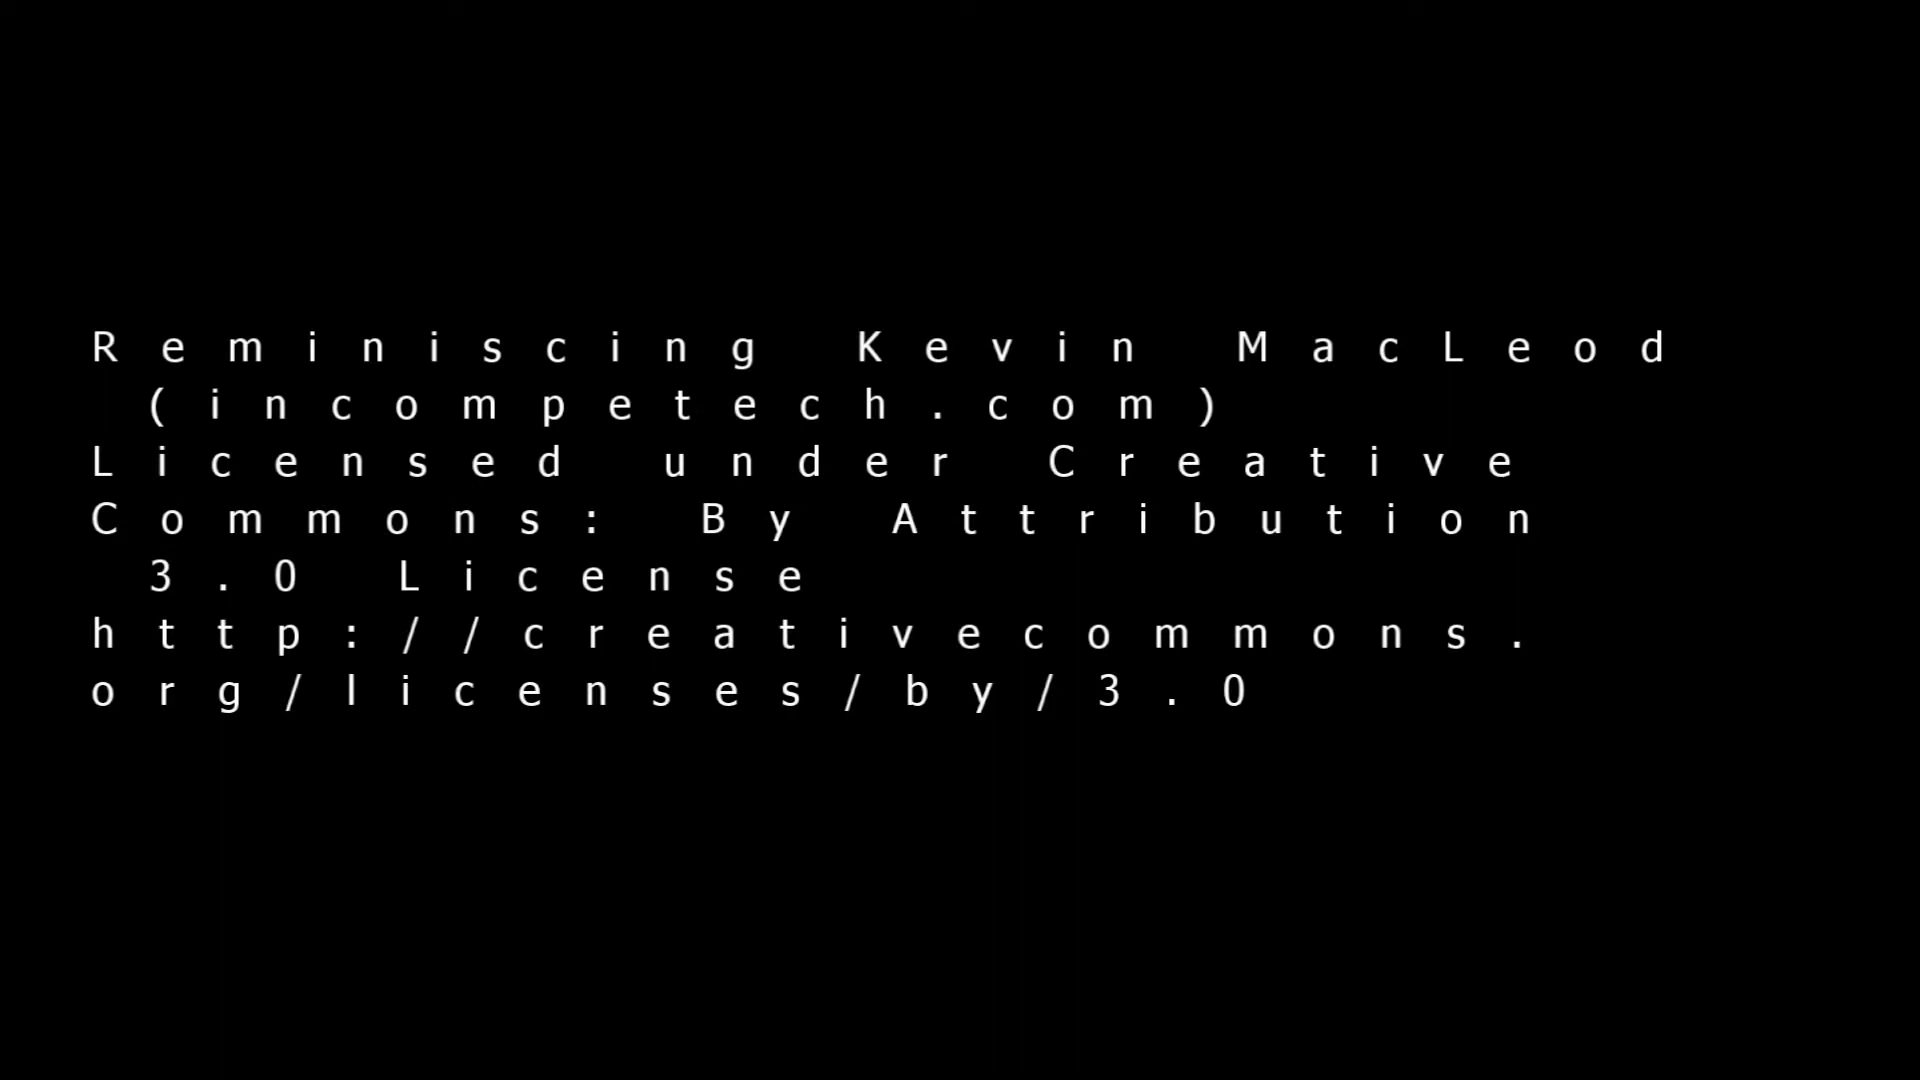 Reminiscing Kevin MacLeod
(incompetech.com)
Licensed under Creative
Commons: By Attribution
3.0 License
http://creativecommons.
org/licenses/by/3.0